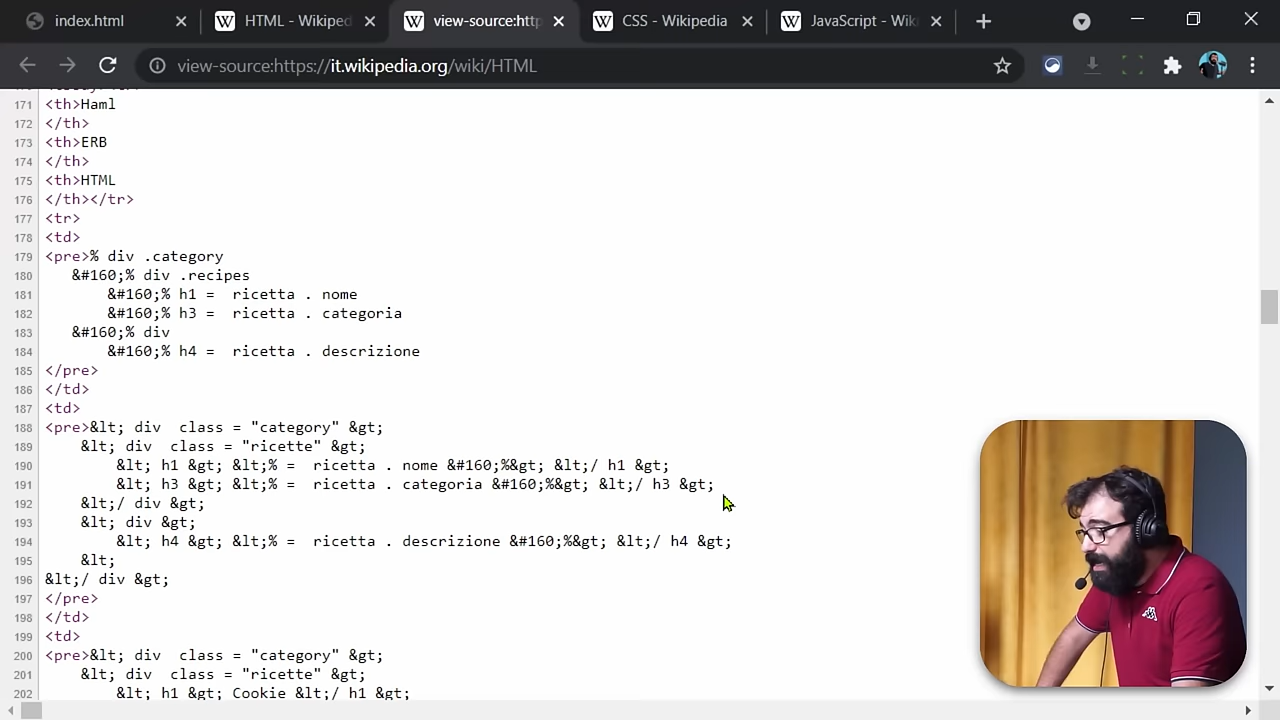 index.html
HTML - Wikiped
view-source:http
CSS - Wikipedia
JavaScript - Wiki
view-source:https://it.wikipedia.org/wiki/HTML
171 <th>Haml
172 </th>
173 <th>ERB
174 </th>
175 <th>HTML
176 </th></tr>
177 <tr>
178 <td>
179 <pre>% div .category
180 &#160;% div .recipes
181 &#160;% h1 =  ricetta . nome
182 &#160;% h3 =  ricetta . categoria
183 &#160;% div
184 &#160;% h4 =  ricetta . descrizione
185 </pre>
186 </td>
187 <td>
188 <pre>&lt; div  class = "category" &gt;
189 &lt; div  class = "ricette" &gt;
190 &lt; h1 &gt; &lt;% =  ricetta . nome &#160;%&gt; &lt;/ h1 &gt;
191 &lt; h3 &gt; &lt;% =  ricetta . categoria &#160;%&gt; &lt;/ h3 &gt;
192 &lt;/ div &gt;
193 &lt; div &gt;
194 &lt; h4 &gt; &lt;% =  ricetta . descrizione &#160;%&gt; &lt;/ h4 &gt;
195 &lt;
196 &lt;/ div &gt;
197 </pre>
198 </td>
199 <td>
200 <pre>&lt; div  class = "category" &gt;
201 &lt; div  class = "ricette" &gt;
202 &lt; h1 &gt; Cookie &lt;/ h1 &gt;